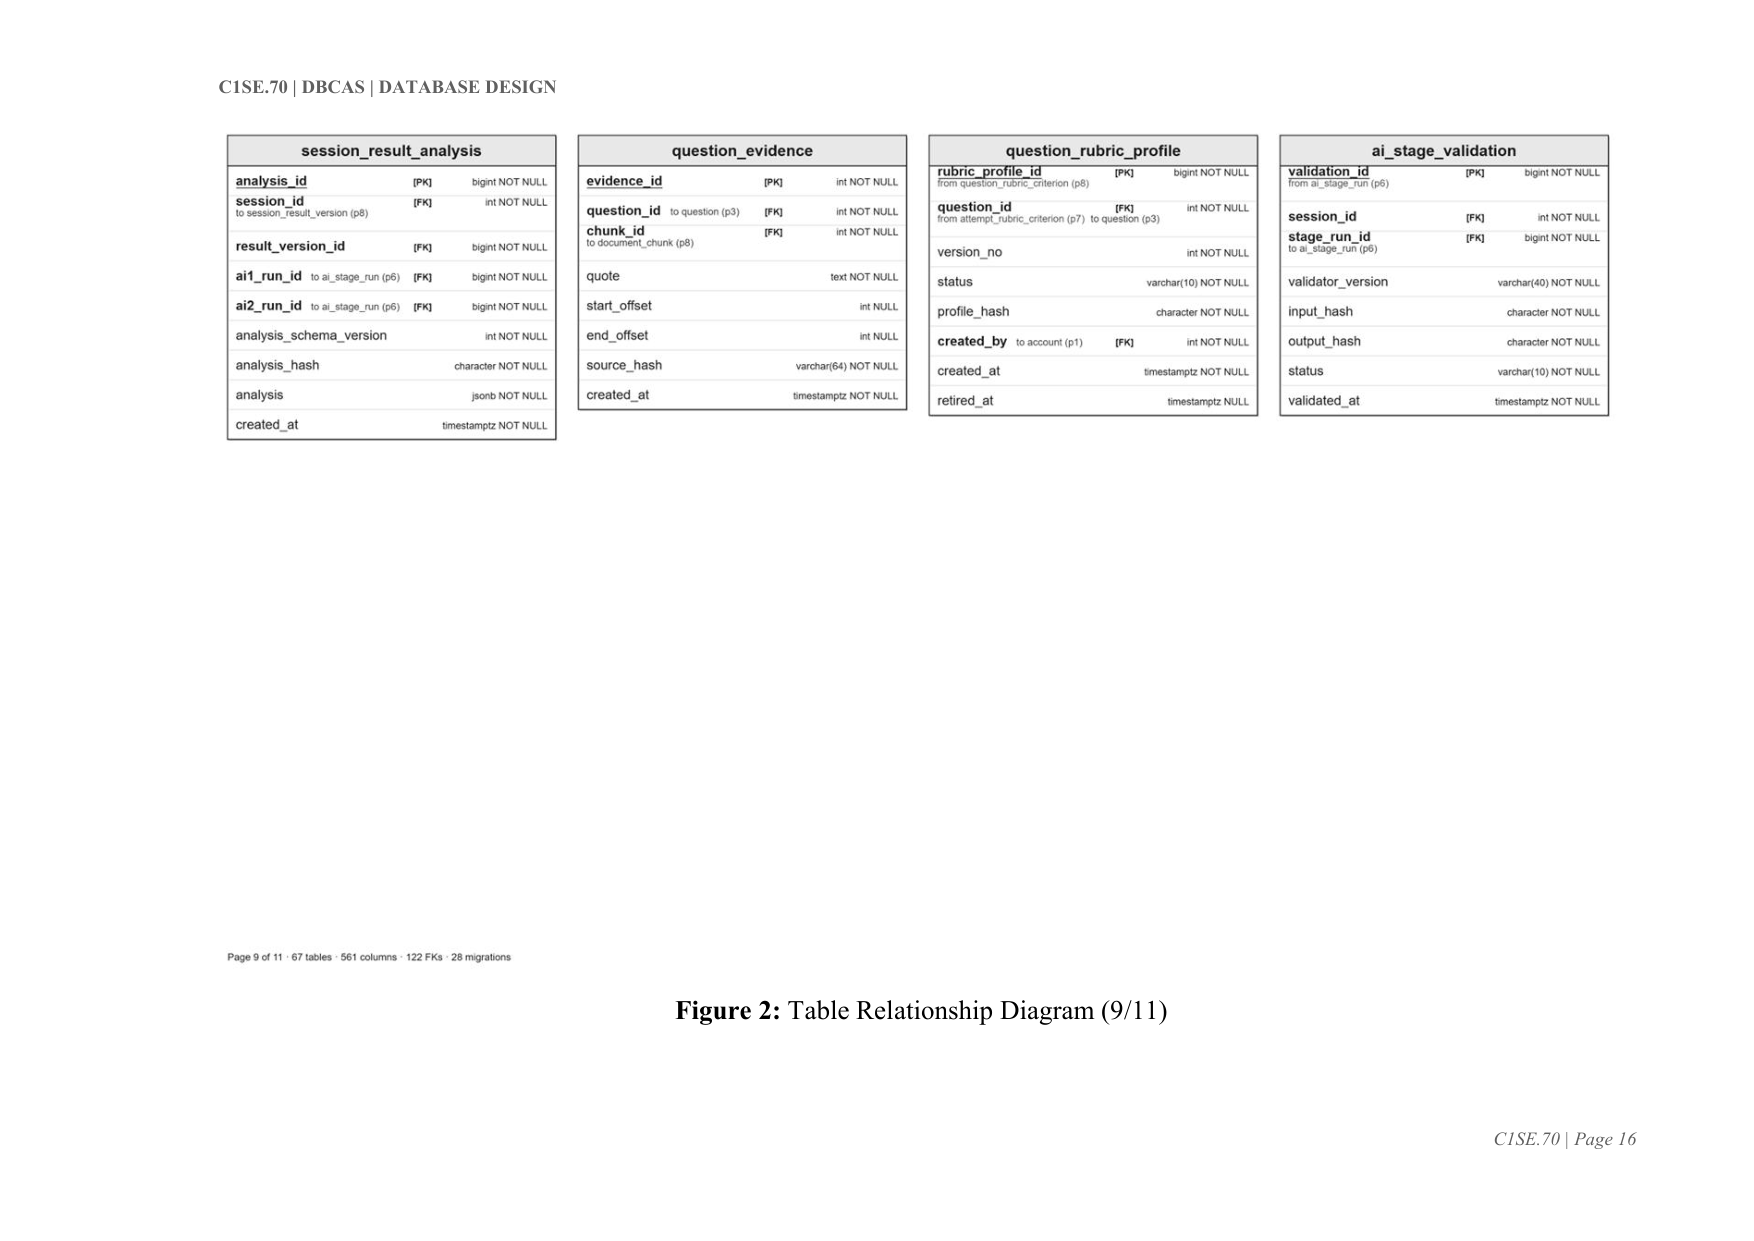 C1SE.70 | DBCAS | DATABASE DESIGN
session_result_analysis
analysis_id [PK] bigint NOT NULL
session_id [FK] int NOT NULL
to session_result_version (p8)
result_version_id [FK] bigint NOT NULL
ai1_run_id to ai_stage_run (p6) [FK] bigint NOT NULL
ai2_run_id to ai_stage_run (p6) [FK] bigint NOT NULL
analysis_schema_version int NOT NULL
analysis_hash character NOT NULL
analysis jsonb NOT NULL
created_at timestamptz NOT NULL
question_evidence
evidence_id [PK] int NOT NULL
question_id to question (p3) [FK] int NOT NULL
chunk_id [FK] int NOT NULL
to document_chunk (p8)
quote text NOT NULL
start_offset int NULL
end_offset int NULL
source_hash varchar(64) NOT NULL
created_at timestamptz NOT NULL
question_rubric_profile
rubric_profile_id [PK] bigint NOT NULL
from question_rubric_criterion (p8)
question_id [FK] int NOT NULL
from attempt_rubric_criterion (p7) to question (p3)
version_no int NOT NULL
status varchar(10) NOT NULL
profile_hash character NOT NULL
created_by to account (p1) [FK] int NOT NULL
created_at timestamptz NOT NULL
retired_at timestamptz NULL
ai_stage_validation
validation_id [PK] bigint NOT NULL
from ai_stage_run (p6)
session_id [FK] int NOT NULL
stage_run_id [FK] bigint NOT NULL
to ai_stage_run (p6)
validator_version varchar(40) NOT NULL
input_hash character NOT NULL
output_hash character NOT NULL
status varchar(10) NOT NULL
validated_at timestamptz NOT NULL
Page 9 of 11 · 67 tables · 561 columns · 122 FKs · 28 migrations
Figure 2: Table Relationship Diagram (9/11)
C1SE.70 | Page 16